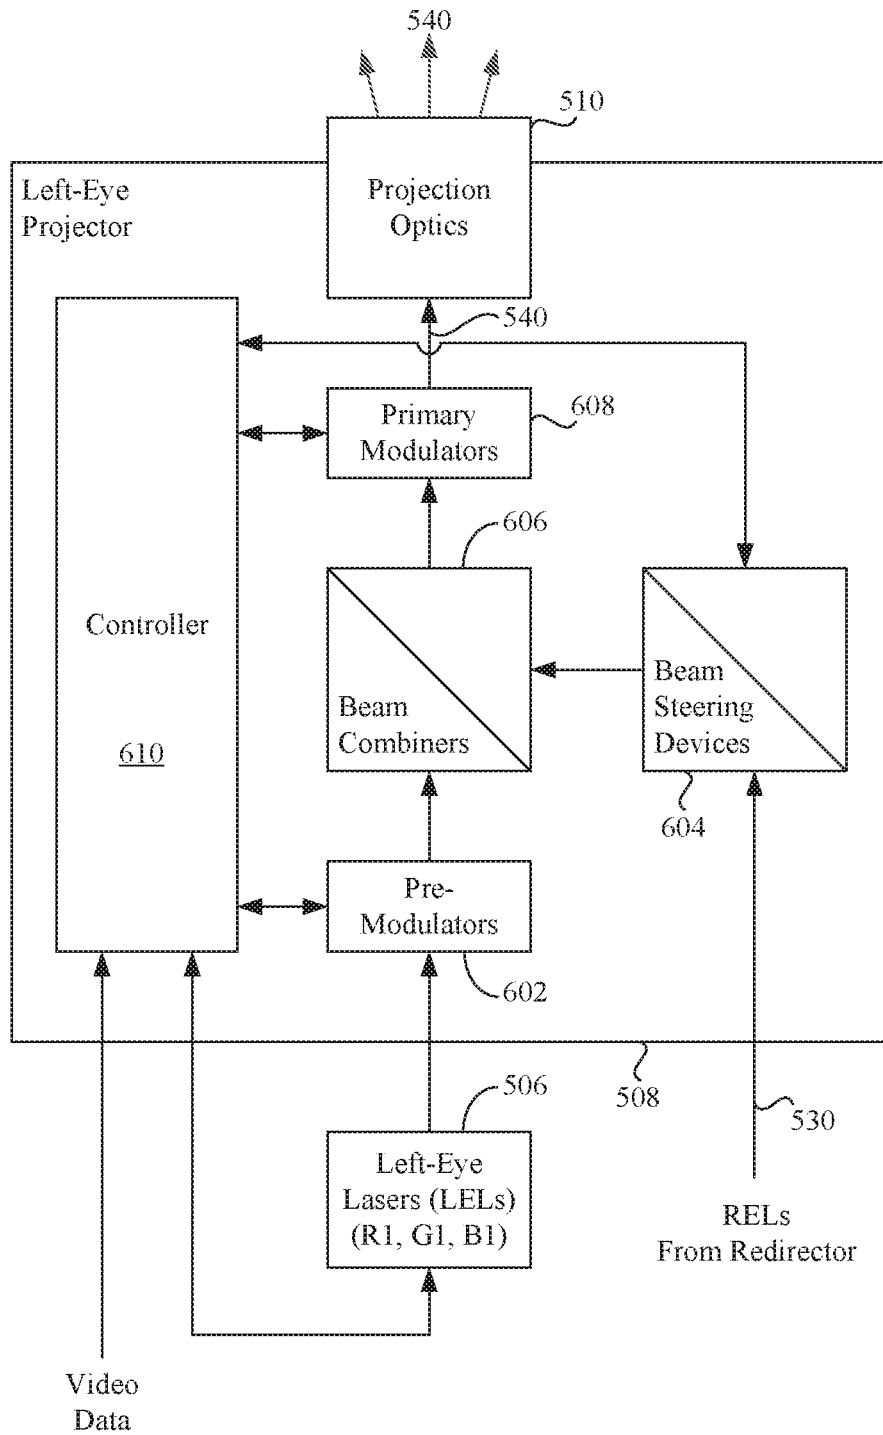 540
510
Left-Eye
Projector
Projection
Optics
540
Primary
Modulators
608
606
Controller
610
Beam
Combiners
Beam
Steering
Devices
604
Pre-
Modulators
602
508
506
530
Left-Eye
Lasers (LELs)
(R1, G1, B1)
RELs
From Redirector
Video
Data